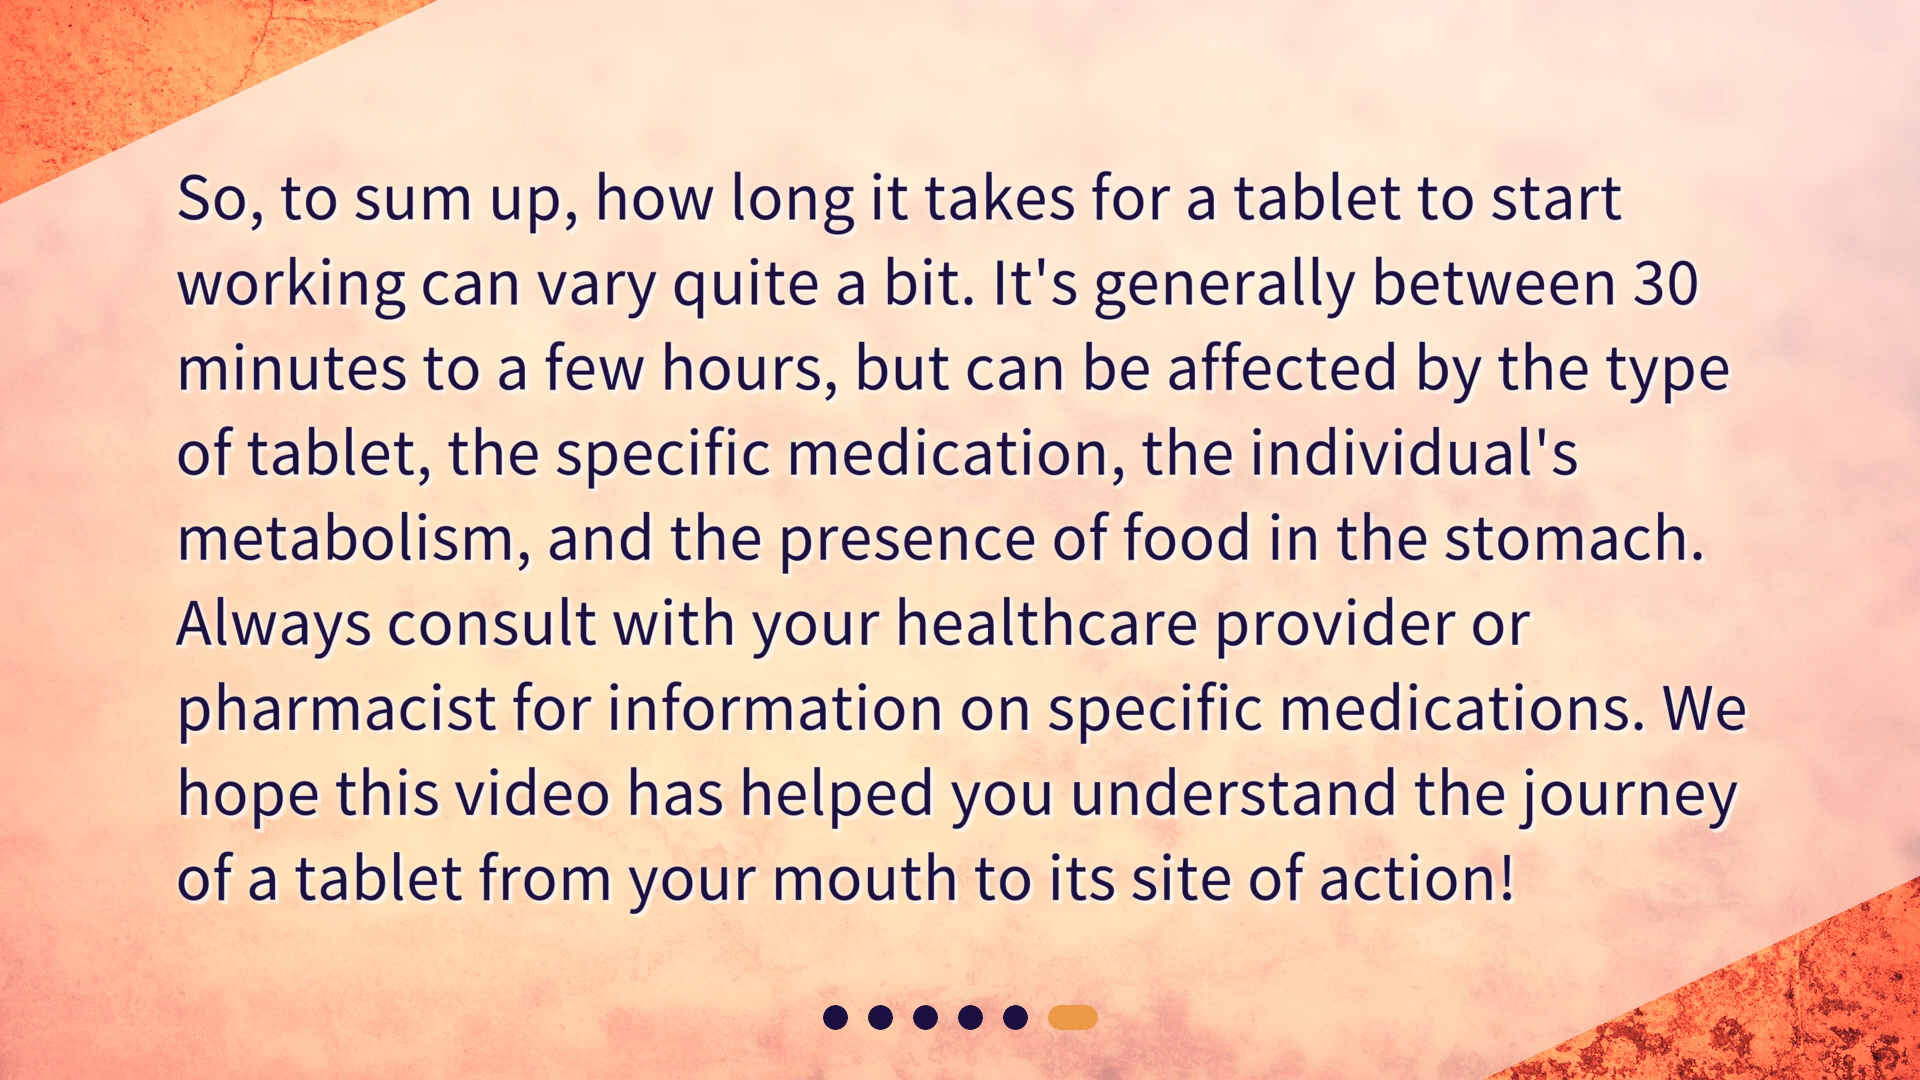 So, to sum up, how long it takes for a tablet to start
working can vary quite a bit. It's generally between 30
minutes to a few hours, but can be affected by the type
of tablet, the specific medication, the individual's
metabolism, and the presence of food in the stomach.
Always consult with your healthcare provider or
pharmacist for information on specific medications. We
hope this video has helped you understand the journey
of a tablet from your mouth to its site of action!